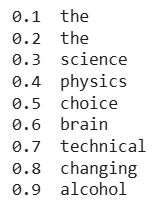 0.1 the
0.2 the
0.3 science
0.4 physics
0.5 choice
0.6 brain
0.7 technical
0.8 changing
0.9 alcohol